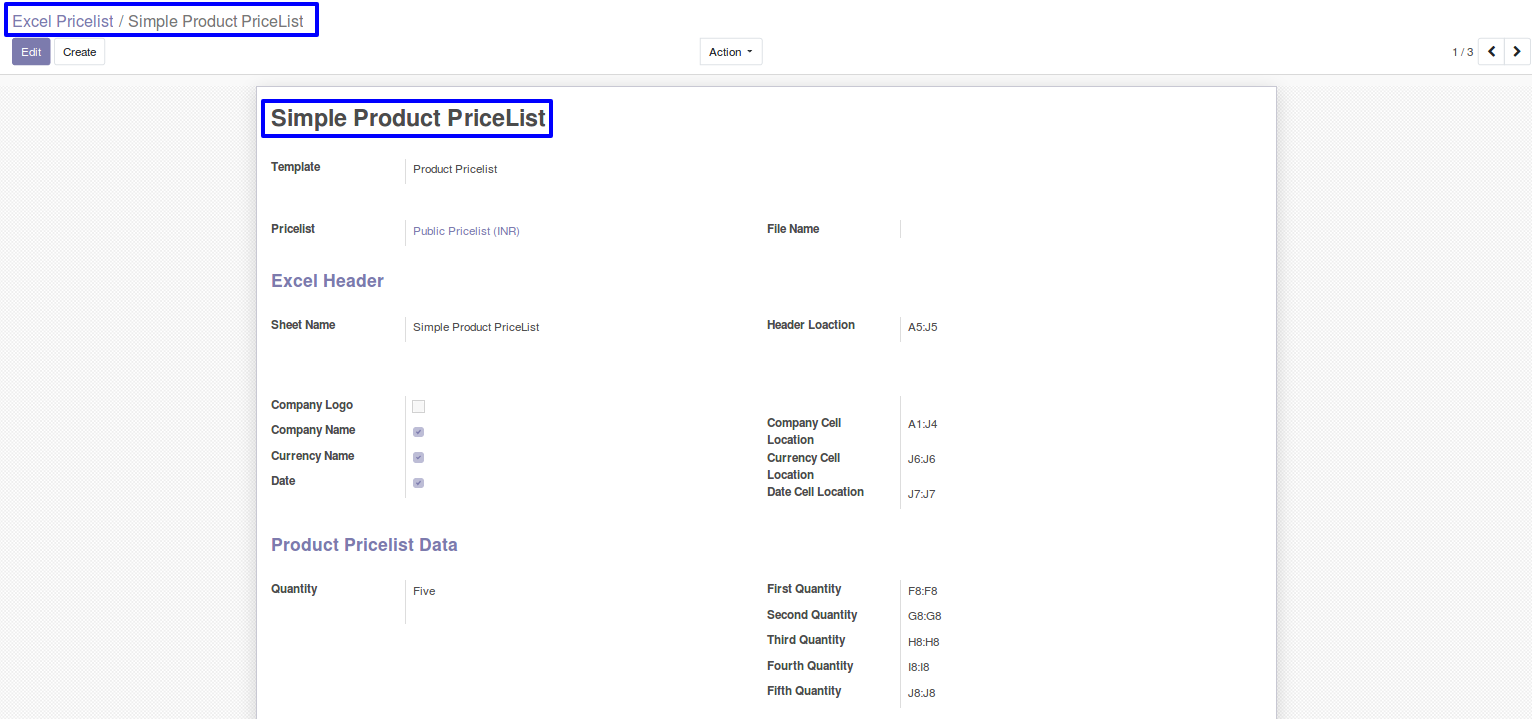 Excel Pricelist / Simple Product PriceList
Edit Create Action 1 / 3
Simple Product PriceList
Template Product Pricelist
Pricelist Public Pricelist (INR) File Name
Excel Header
Sheet Name Simple Product PriceList Header Loaction A5:J5
Company Logo
Company Name
Currency Name
Date
Company Cell
Location A1:J4
Currency Cell
Location J6:J6
Date Cell Location J7:J7
Product Pricelist Data
Quantity Five First Quantity F8:F8
Second Quantity G8:G8
Third Quantity H8:H8
Fourth Quantity I8:I8
Fifth Quantity J8:J8